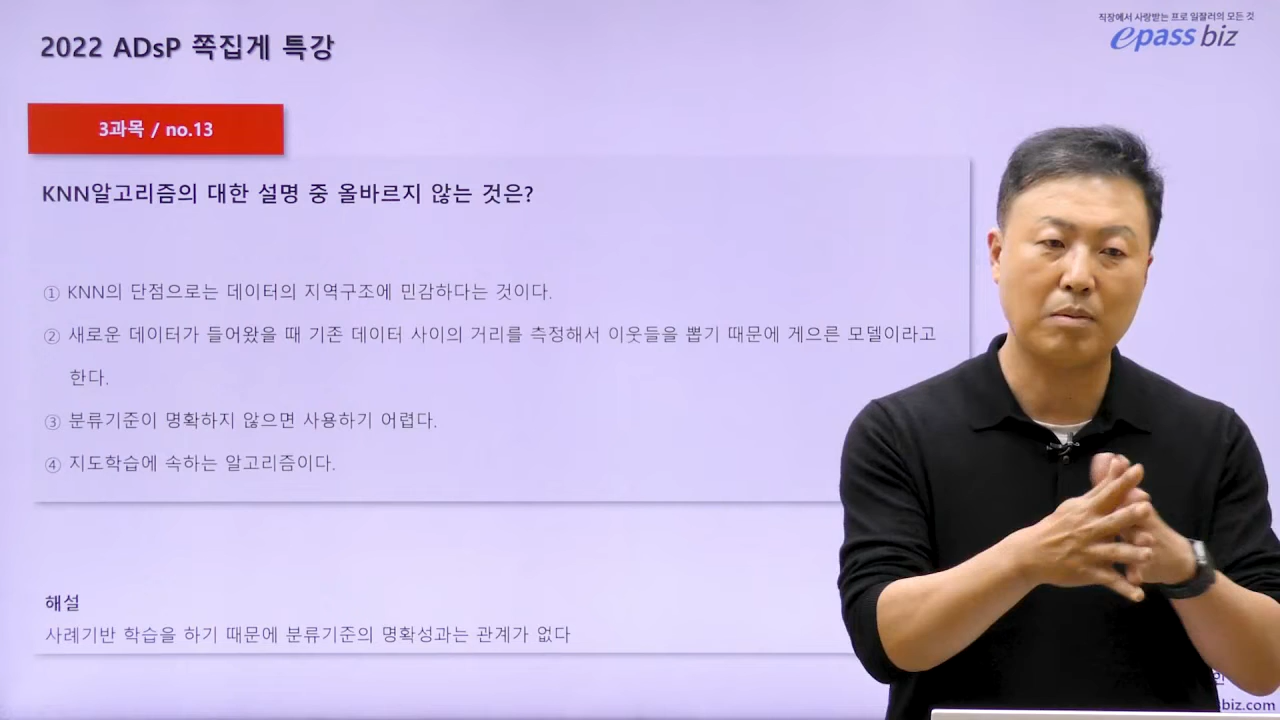 직장에서 사랑받는 프로 일잘러의 모든 것
epass biz
2022 ADsP 쪽집게 특강
3과목 / no.13
KNN알고리즘의 대한 설명 중 올바르지 않는 것은?
① KNN의 단점으로는 데이터의 지역구조에 민감하다는 것이다.
② 새로운 데이터가 들어왔을 때 기존 데이터 사이의 거리를 측정해서 이웃들을 뽑기 때문에 게으른 모델이라고
한다.
③ 분류기준이 명확하지 않으면 사용하기 어렵다.
④ 지도학습에 속하는 알고리즘이다.
해설
사례기반 학습을 하기 때문에 분류기준의 명확성과는 관계가 없다
biz.com